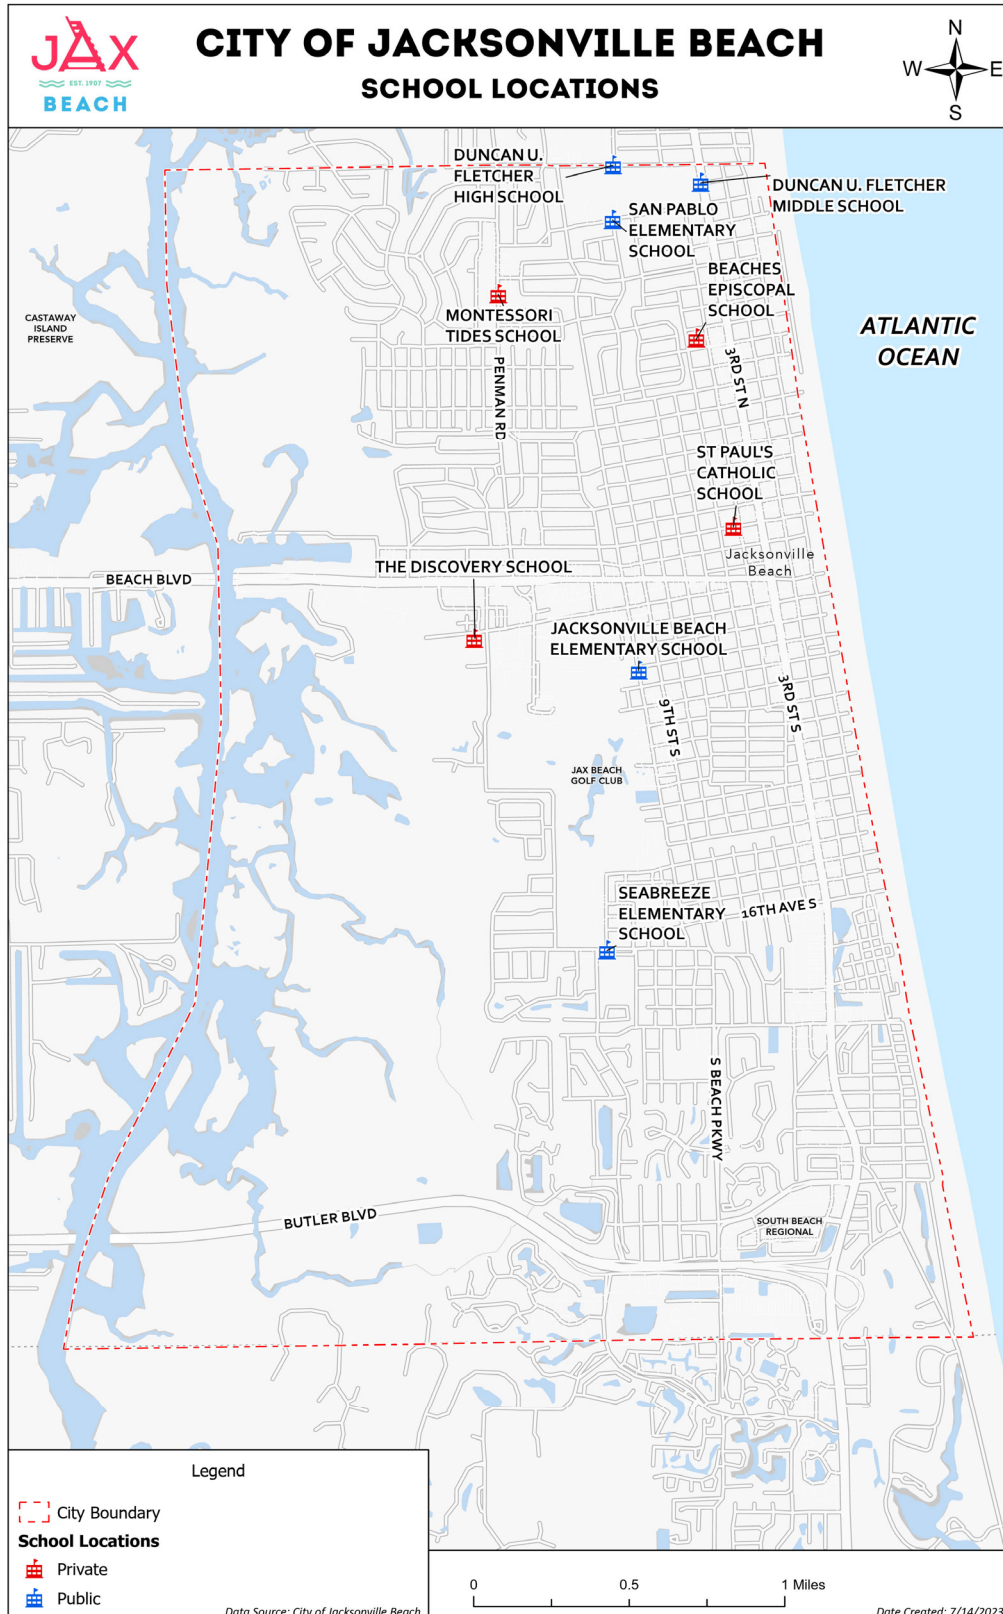 JAX
EST. 1907
BEACH
CITY OF JACKSONVILLE BEACH
SCHOOL LOCATIONS
N
W
E
S
DUNCAN U.
FLETCHER
HIGH SCHOOL
DUNCAN U. FLETCHER
MIDDLE SCHOOL
SAN PABLO
ELEMENTARY
SCHOOL
BEACHES
EPISCOPAL
SCHOOL
MONTESSORI
TIDES SCHOOL
CASTAWAY
ISLAND
PRESERVE
ATLANTIC
OCEAN
PENMAN RD
3RD ST N
ST PAUL'S
CATHOLIC
SCHOOL
Jacksonville
Beach
THE DISCOVERY SCHOOL
BEACH BLVD
JACKSONVILLE BEACH
ELEMENTARY SCHOOL
3RD ST S
9TH ST S
JAX BEACH
GOLF CLUB
SEABREEZE
ELEMENTARY
SCHOOL
16TH AVE S
S BEACH PKWY
BUTLER BLVD
SOUTH BEACH
REGIONAL
Legend
City Boundary
School Locations
Private
Public
Data Source: City of Jacksonville Beach
0
0.5
1 Miles
Date Created: 7/14/2023